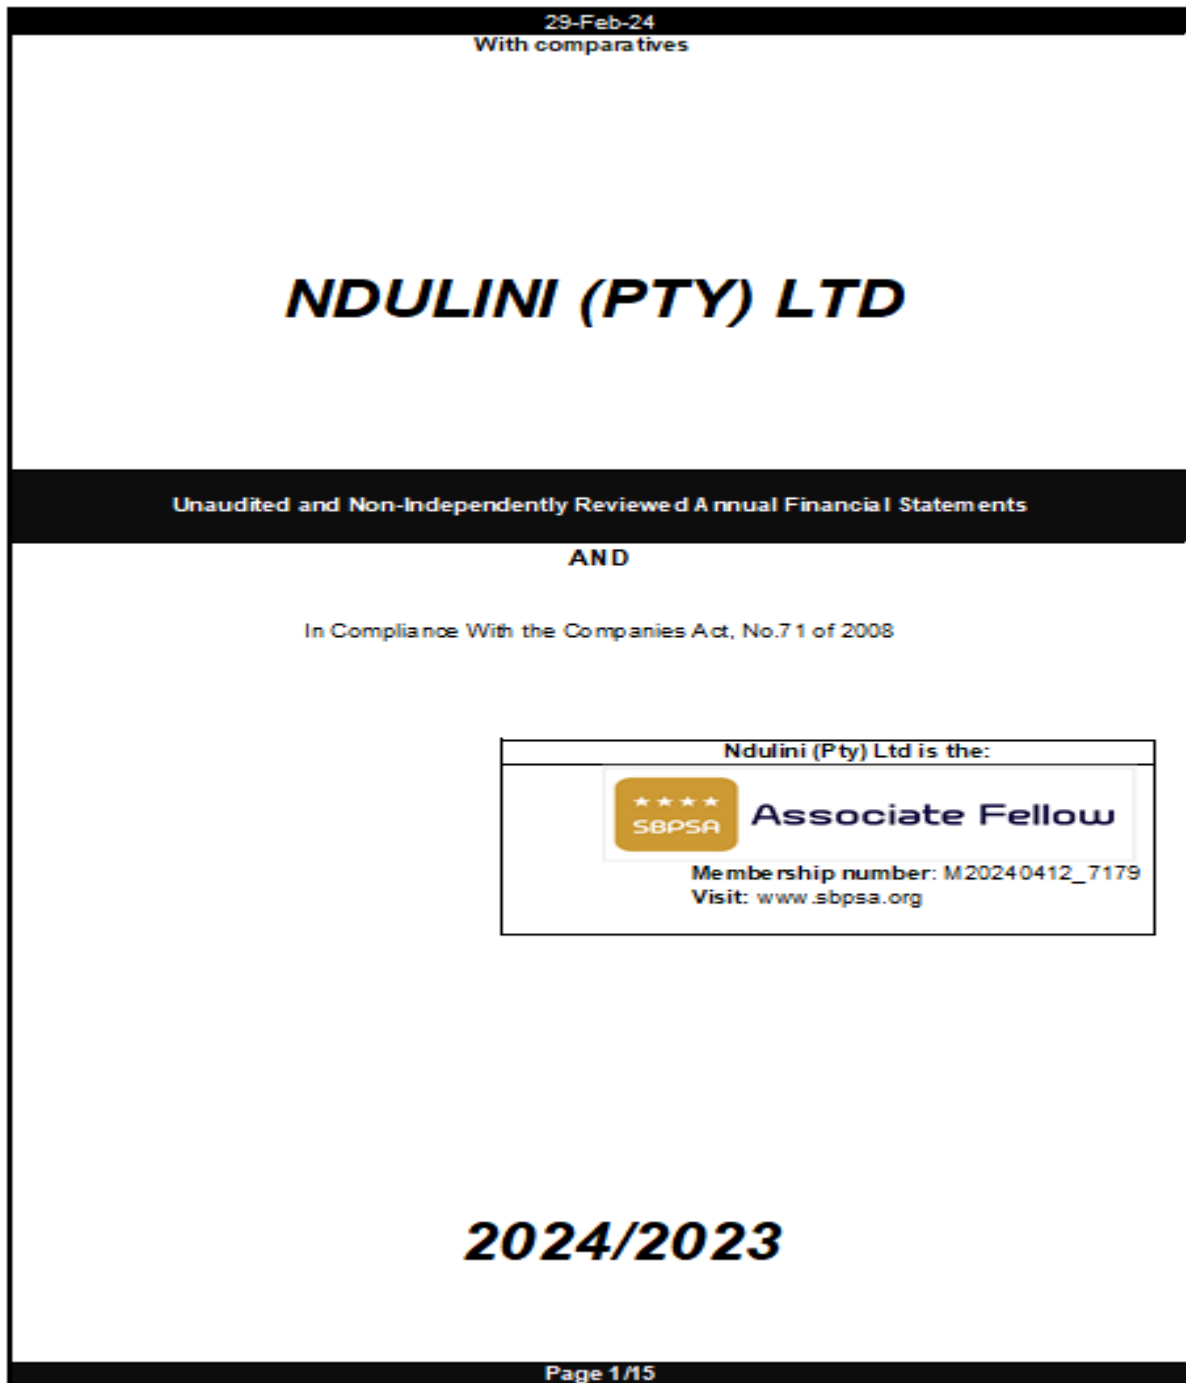 29-Feb-24
With comparatives
NDULINI (PTY) LTD
Unaudited and Non-Independently Reviewed Annual Financial Statements
AND
In Compliance With the Companies Act, No.71 of 2008
Ndulini (Pty) Ltd is the:
★★★★
SBPSA
Associate Fellow
Membership number: M20240412_7179
Visit: www.sbpsa.org
2024/2023
Page 1/15